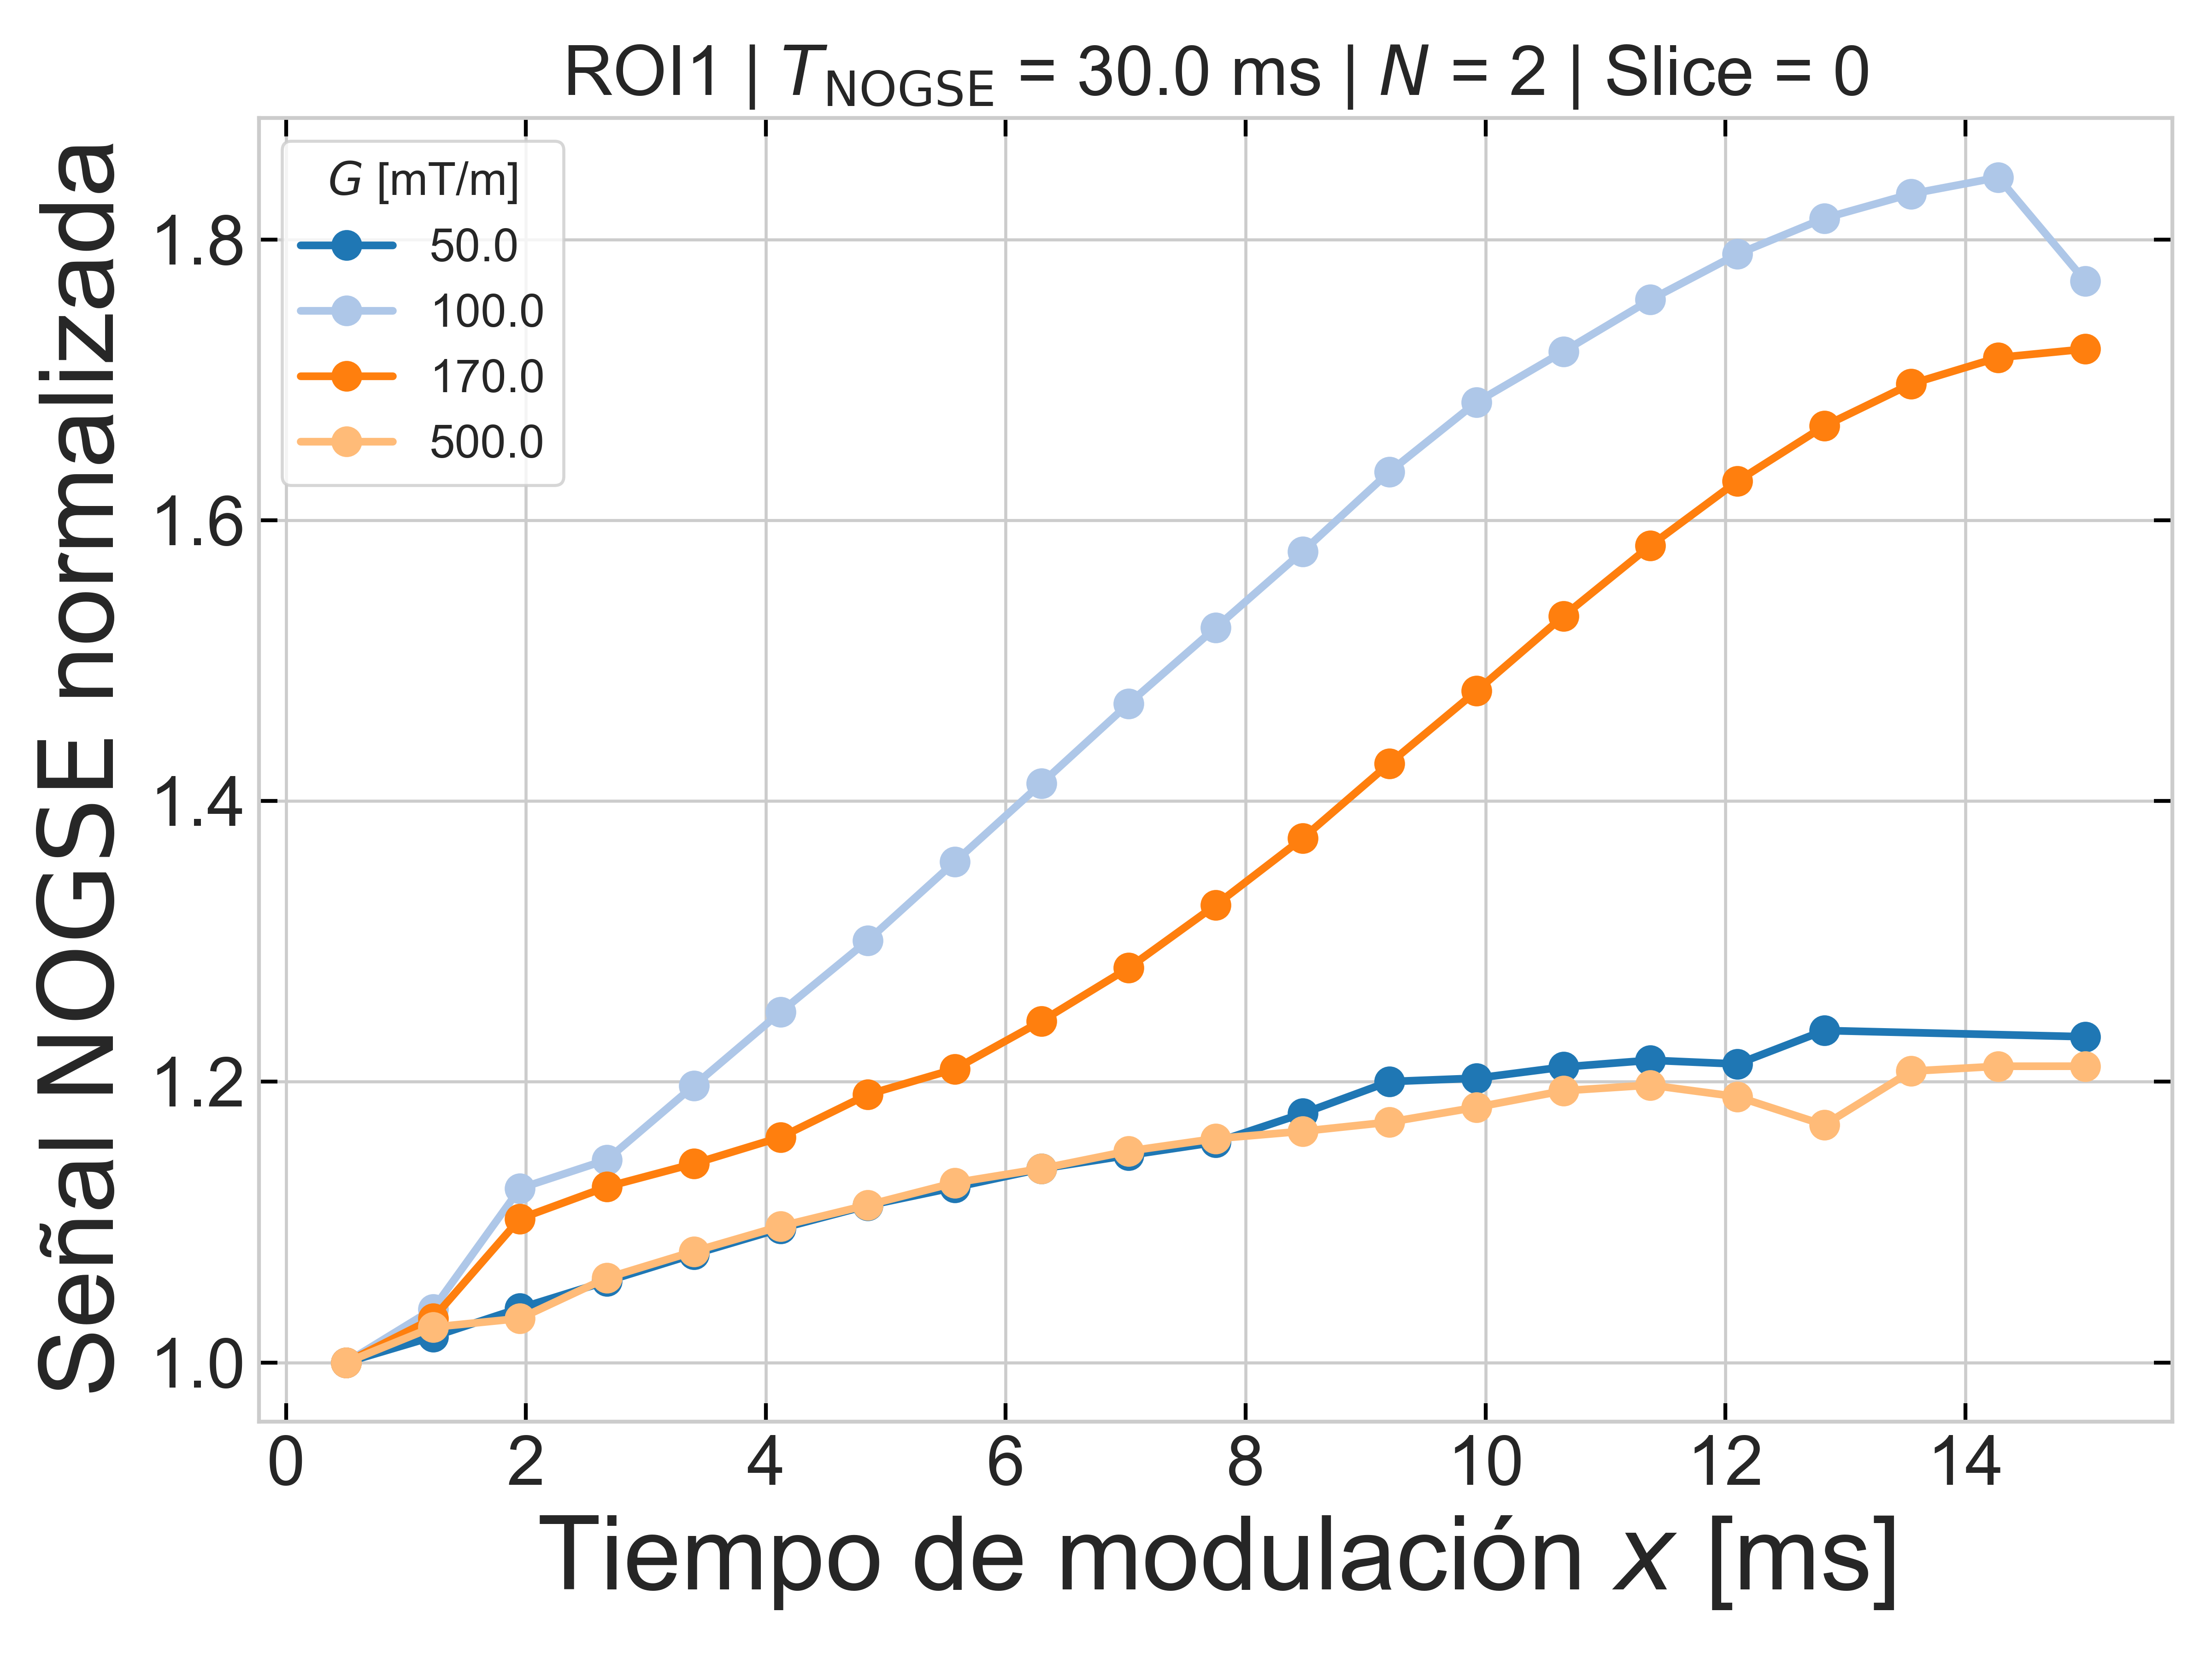 ROI1 | T_NOGSE = 30.0 ms | N = 2 | Slice = 0
Señal NOGSE normalizada
G [mT/m]
50.0
100.0
170.0
500.0
1.8
1.6
1.4
1.2
1.0
0 2 4 6 8 10 12 14
Tiempo de modulación x [ms]